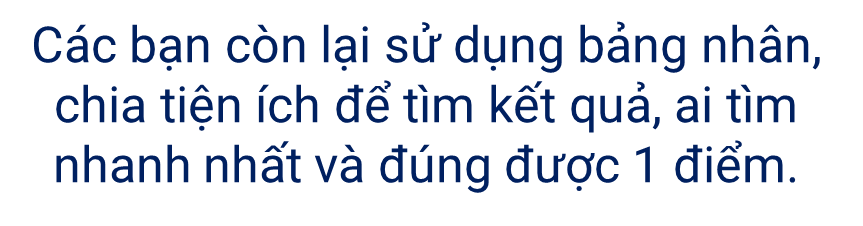 Các bạn còn lại sử dụng bảng nhân,
chia tiện ích để tìm kết quả, ai tìm
nhanh nhất và đúng được 1 điểm.